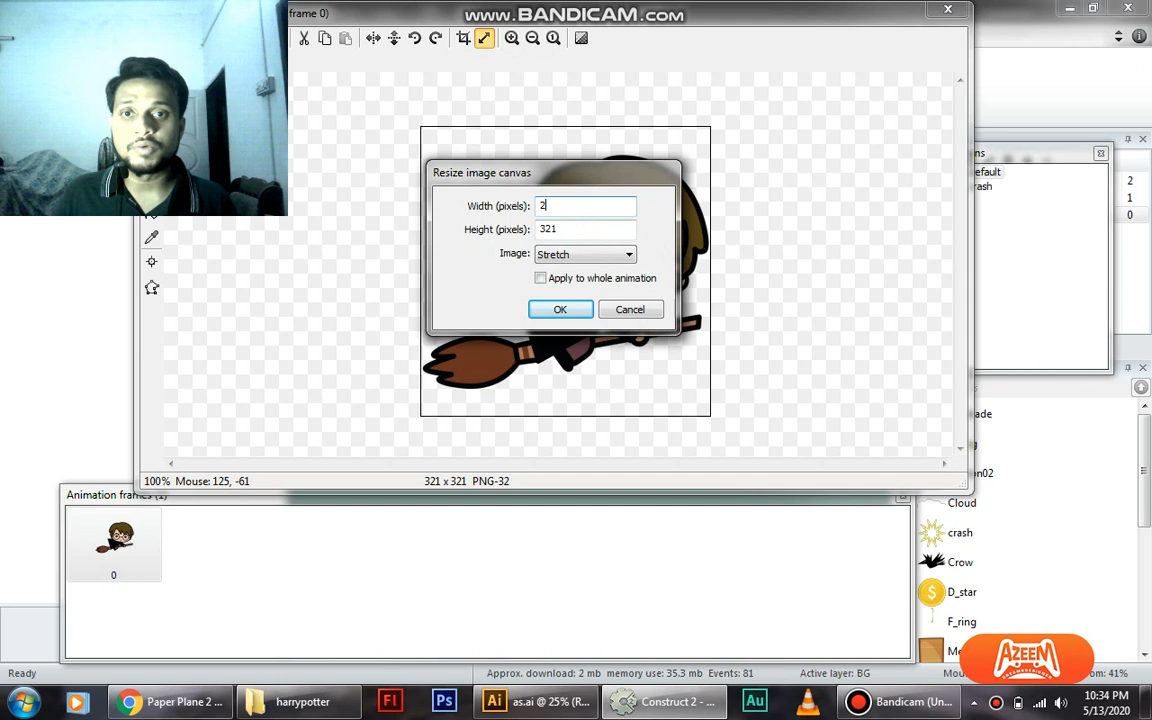 frame 0)
www.BANDICAM.com
ns
efault
rash
2
1
0
Resize image canvas
Width (pixels): 2
Height (pixels): 321
Image: Stretch
Apply to whole animation
OK
Cancel
100% Mouse: 125, -61
321 x 321 PNG-32
Animation frames (1)
0
ade
on02
Cloud
crash
Crow
$
D_star
F_ring
Me
AZEEM
Ready
Approx. download: 2 mb
memory use: 35.3 mb
Events: 81
Active layer: BG
Mou
om: 41%
Paper Plane 2 ...
harrypotter
Fl
Ps
Ai
as.ai @ 25% (R...
Construct 2 - ...
Au
Bandicam (Un...
10:34 PM
5/13/2020